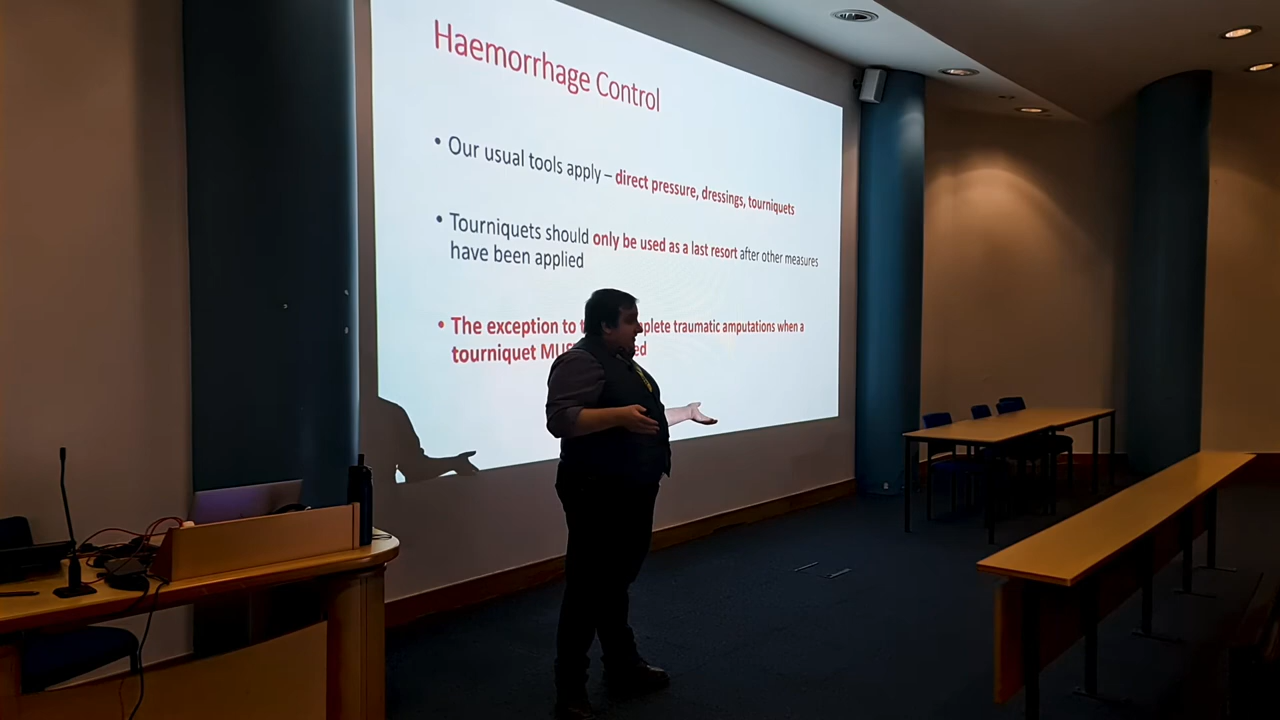 Haemorrhage Control
• Our usual tools apply – direct pressure, dressings, tourniquets
• Tourniquets should only be used as a last resort after other measures
have been applied
• The exception to traumatic amputations when a
tourniquet